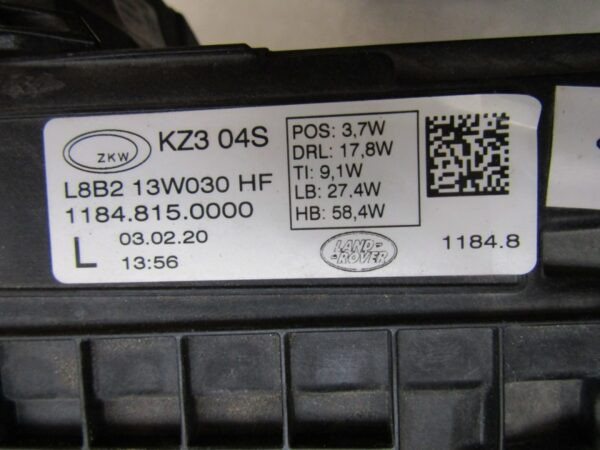 ZKW KZ3 04S
L8B2 13W030 HF
1184.815.0000
L 03.02.20
13:56
POS: 3,7W
DRL: 17,8W
TI: 9,1W
LB: 27,4W
HB: 58,4W
LAND-
ROVER
1184.8